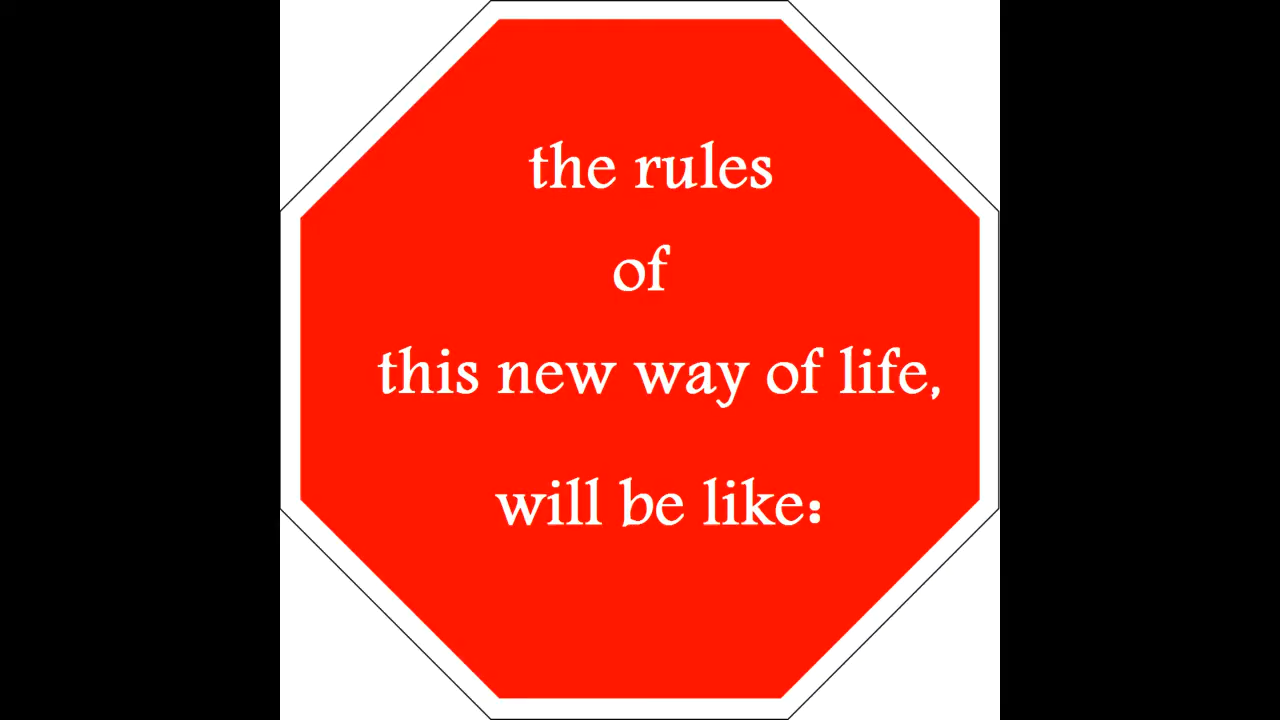 the rules
of
this new way of life,
will be like: